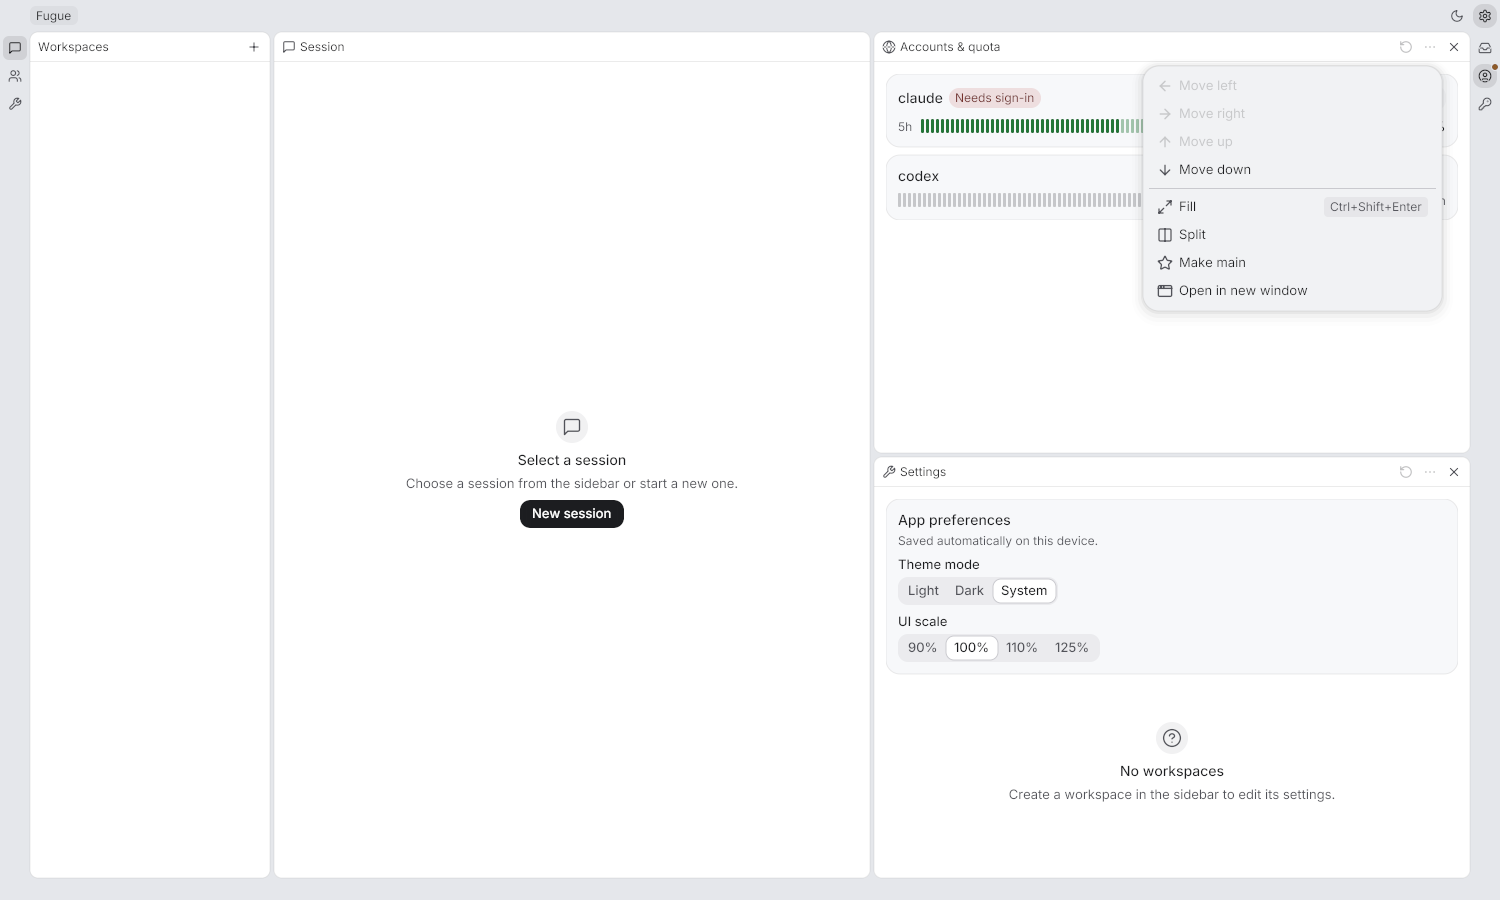 Fugue
Workspaces
Session
Accounts & quota
claude
Needs sign-in
5h
codex
Move left
Move right
Move up
Move down
Fill
Ctrl+Shift+Enter
Split
Make main
Open in new window
Select a session
Choose a session from the sidebar or start a new one.
New session
Settings
App preferences
Saved automatically on this device.
Theme mode
Light Dark System
UI scale
90% 100% 110% 125%
No workspaces
Create a workspace in the sidebar to edit its settings.